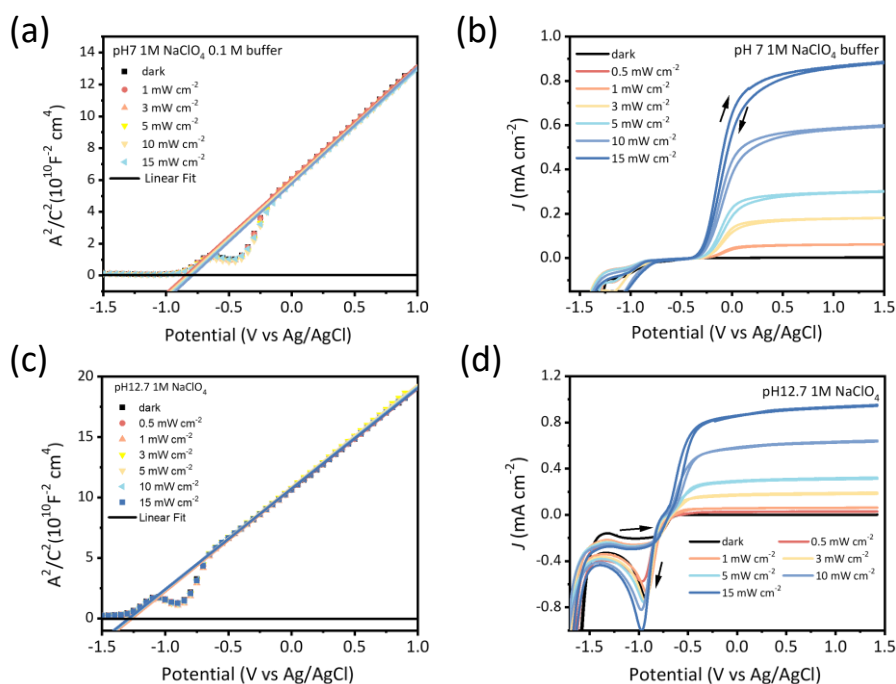 (a)
pH7 1M NaClO₄ 0.1 M buffer
dark
1 mW cm⁻²
3 mW cm⁻²
5 mW cm⁻²
10 mW cm⁻²
15 mW cm⁻²
Linear Fit
A²/C²(10¹⁰F⁻² cm⁴)
14
12
10
8
6
4
2
0
-1.5 -1.0 -0.5 0.0 0.5 1.0
Potential (V vs Ag/AgCl)
(b)
pH 7 1M NaClO₄ buffer
dark
0.5 mW cm⁻²
1 mW cm⁻²
3 mW cm⁻²
5 mW cm⁻²
10 mW cm⁻²
15 mW cm⁻²
J (mA cm⁻²)
1.0
0.8
0.6
0.4
0.2
0.0
-1.5 -1.0 -0.5 0.0 0.5 1.0 1.5
Potential (V vs Ag/AgCl)
(c)
pH12.7 1M NaClO₄
dark
0.5 mW cm⁻²
1 mW cm⁻²
3 mW cm⁻²
5 mW cm⁻²
10 mW cm⁻²
15 mW cm⁻²
Linear Fit
A²/C²(10¹⁰F⁻² cm⁴)
20
15
10
5
0
-1.5 -1.0 -0.5 0.0 0.5 1.0
Potential (V vs Ag/AgCl)
(d)
pH12.7 1M NaClO₄
J (mA cm⁻²)
1.2
0.8
0.4
0.0
-0.4
-0.8
dark 0.5 mW cm⁻²
1 mW cm⁻² 3 mW cm⁻²
5 mW cm⁻² 10 mW cm⁻²
15 mW cm⁻²
-1.5 -1.0 -0.5 0.0 0.5 1.0 1.5
Potential (V vs Ag/AgCl)